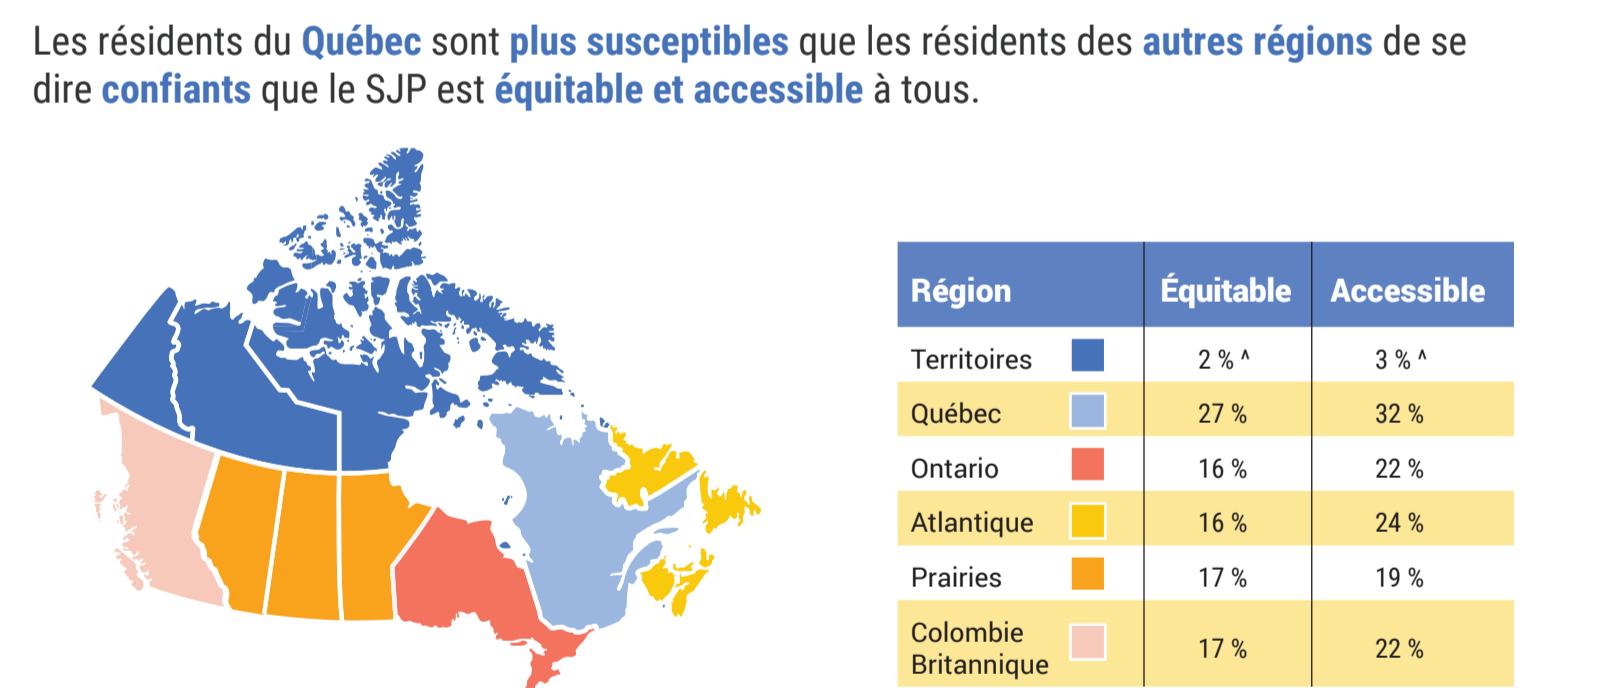 Les résidents du Québec sont plus susceptibles que les résidents des autres régions de se
dire confiants que le SJP est équitable et accessible à tous.
Région Équitable Accessible
Territoires 2 % ^ 3 % ^
Québec 27 % 32 %
Ontario 16 % 22 %
Atlantique 16 % 24 %
Prairies 17 % 19 %
Colombie
Britannique 17 % 22 %